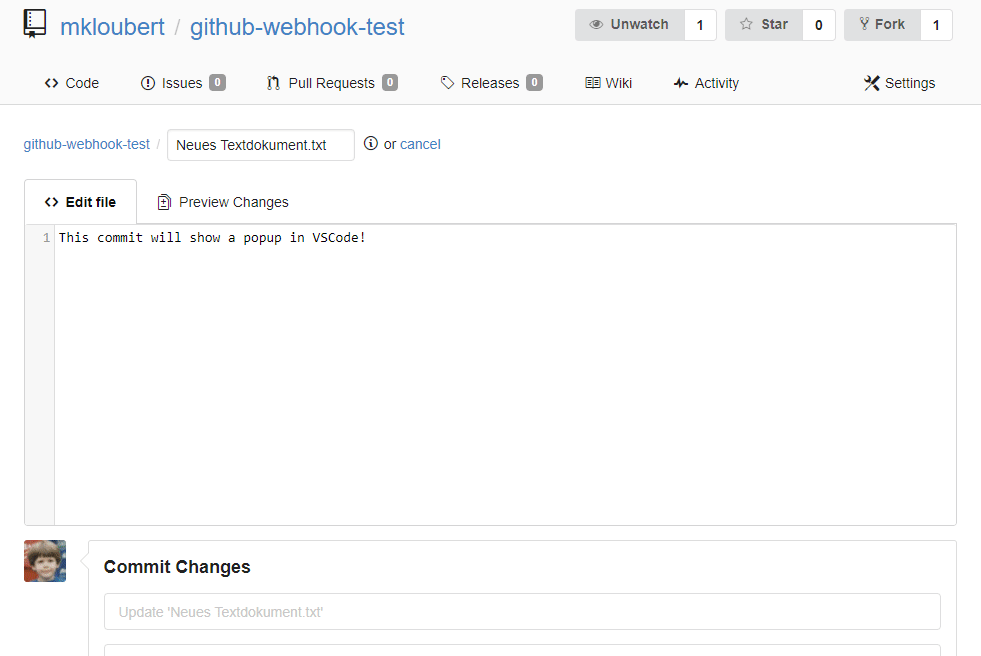 mkloubert / github-webhook-test Unwatch 1 Star 0 Fork 1
Code Issues 0 Pull Requests 0 Releases 0 Wiki Activity Settings
github-webhook-test / Neues Textdokument.txt or cancel
Edit file Preview Changes
1 This commit will show a popup in VSCode!
Commit Changes
Update 'Neues Textdokument.txt'